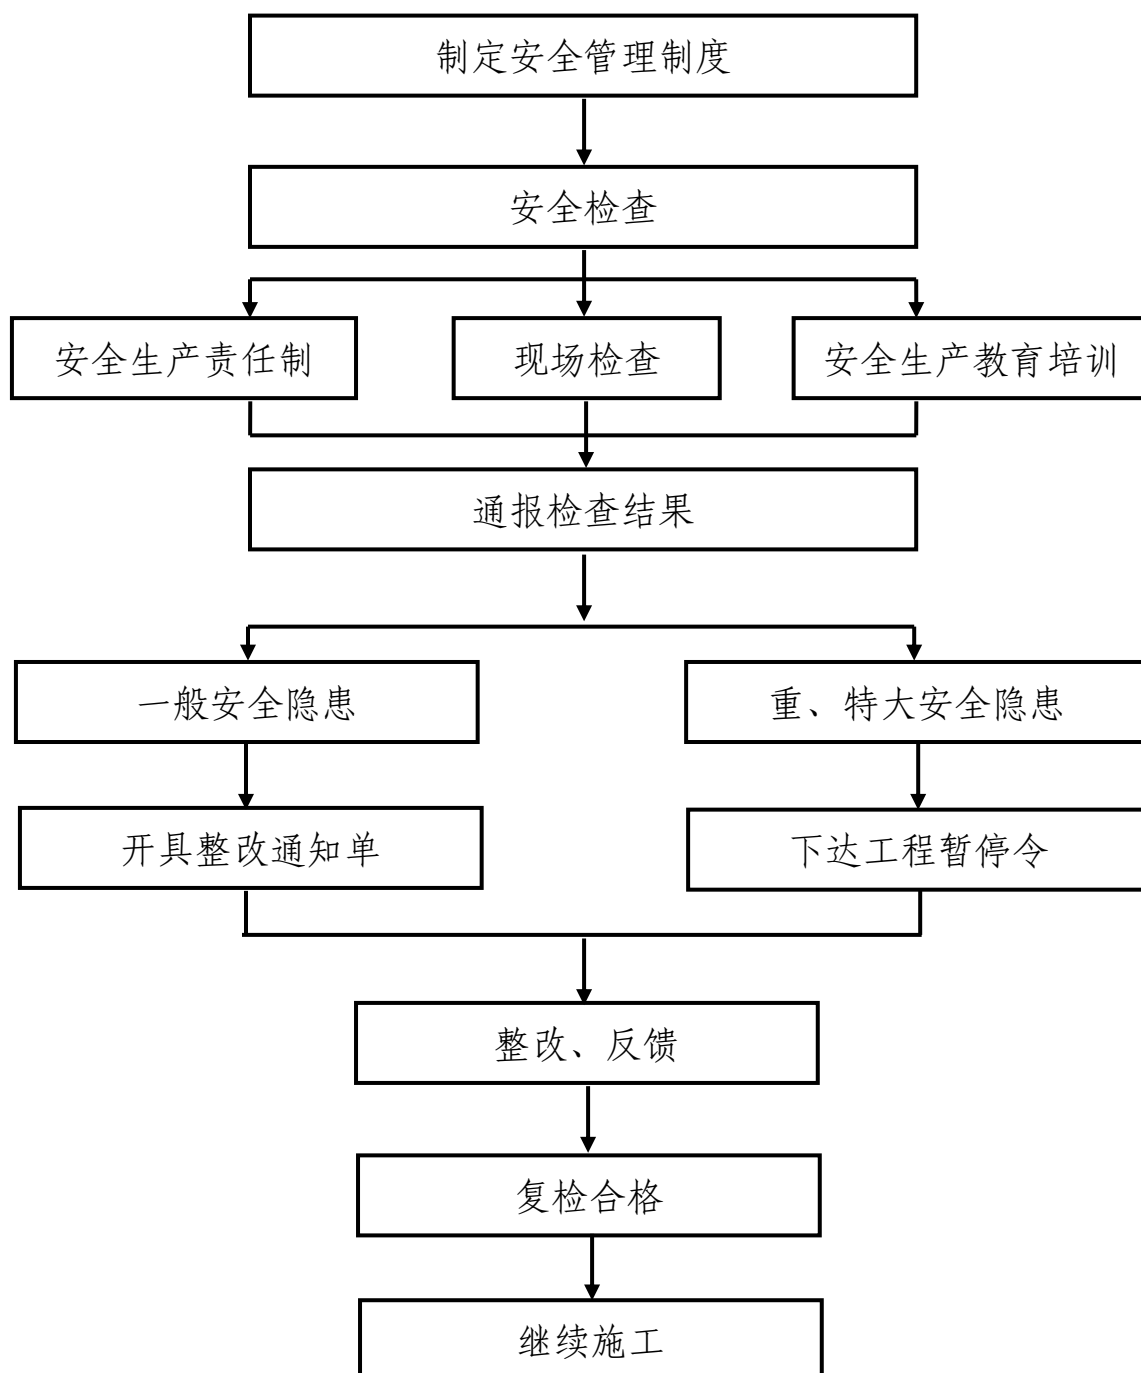 制定安全管理制度
安全检查
安全生产责任制
现场检查
安全生产教育培训
通报检查结果
一般安全隐患
重、特大安全隐患
开具整改通知单
下达工程暂停令
整改、反馈
复检合格
继续施工